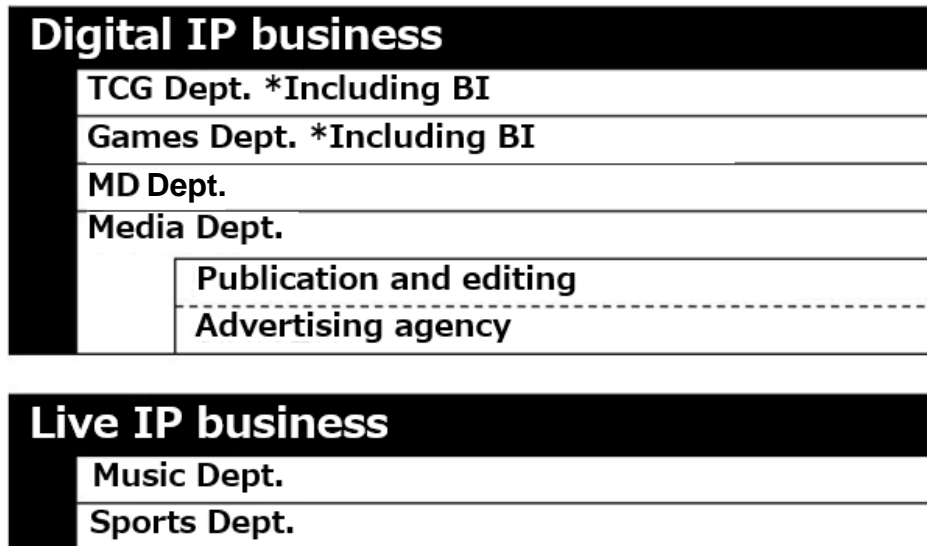 Digital IP business
TCG Dept. *Including BI
Games Dept. *Including BI
MD Dept.
Media Dept.
Publication and editing
Advertising agency
Live IP business
Music Dept.
Sports Dept.